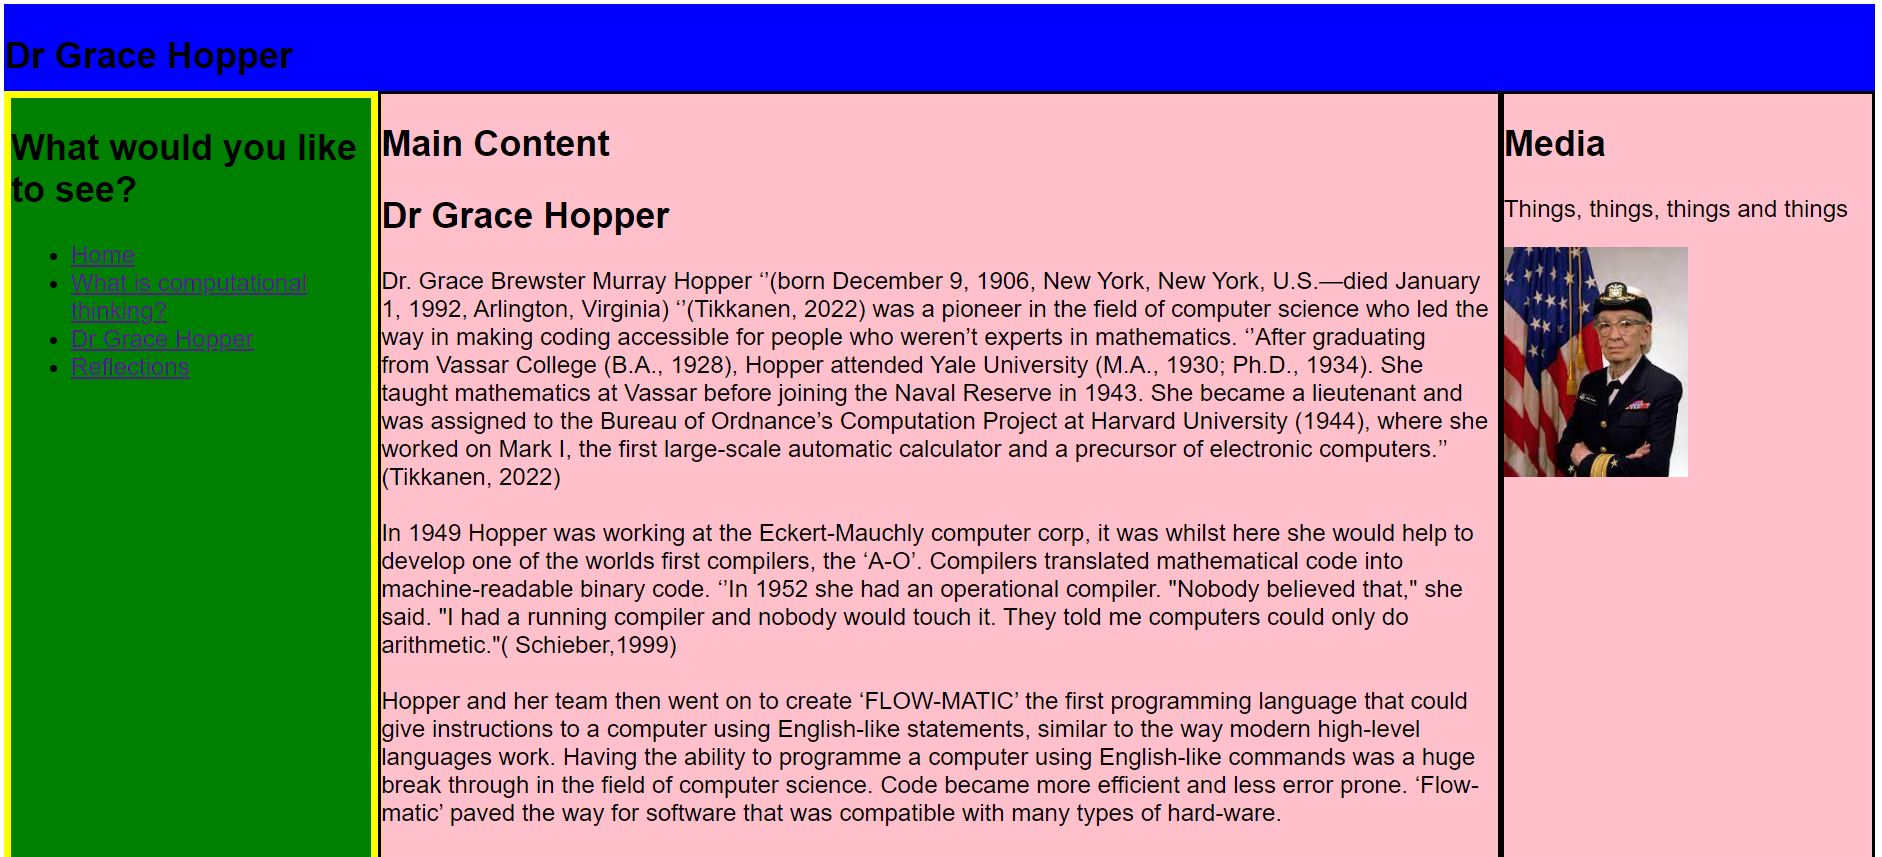 Dr Grace Hopper
What would you like
to see?
Home
What is computational
thinking?
Dr Grace Hopper
Reflections
Main Content
Dr Grace Hopper
Dr. Grace Brewster Murray Hopper ‘’(born December 9, 1906, New York, New York, U.S.—died January
1, 1992, Arlington, Virginia) ‘’(Tikkanen, 2022) was a pioneer in the field of computer science who led the
way in making coding accessible for people who weren’t experts in mathematics. ‘’After graduating
from Vassar College (B.A., 1928), Hopper attended Yale University (M.A., 1930; Ph.D., 1934). She
taught mathematics at Vassar before joining the Naval Reserve in 1943. She became a lieutenant and
was assigned to the Bureau of Ordnance’s Computation Project at Harvard University (1944), where she
worked on Mark I, the first large-scale automatic calculator and a precursor of electronic computers.’’
(Tikkanen, 2022)
In 1949 Hopper was working at the Eckert-Mauchly computer corp, it was whilst here she would help to
develop one of the worlds first compilers, the ‘A-O’. Compilers translated mathematical code into
machine-readable binary code. ‘’In 1952 she had an operational compiler. "Nobody believed that," she
said. "I had a running compiler and nobody would touch it. They told me computers could only do
arithmetic."( Schieber,1999)
Hopper and her team then went on to create ‘FLOW-MATIC’ the first programming language that could
give instructions to a computer using English-like statements, similar to the way modern high-level
languages work. Having the ability to programme a computer using English-like commands was a huge
break through in the field of computer science. Code became more efficient and less error prone. ‘Flow-
matic’ paved the way for software that was compatible with many types of hard-ware.
Media
Things, things, things and things